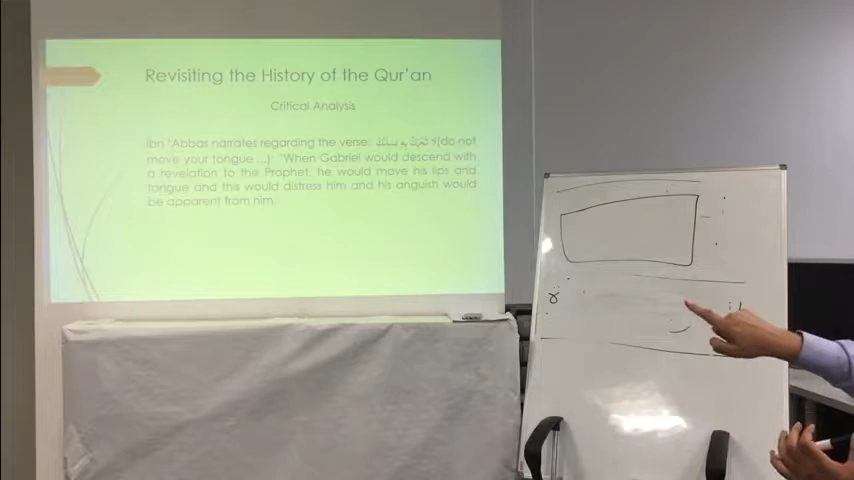 Revisiting the History of the Qur'an
Critical Analysis
Ibn 'Abbas narrates regarding the verse: لَا تُحَرِّكْ بِهِ لِسَانَكَ (do not
move your tongue ...)' "When Gabriel would descend with
a revelation to the Prophet, he would move his lips and
tongue and this would distress him and his anguish would
be apparent from him.